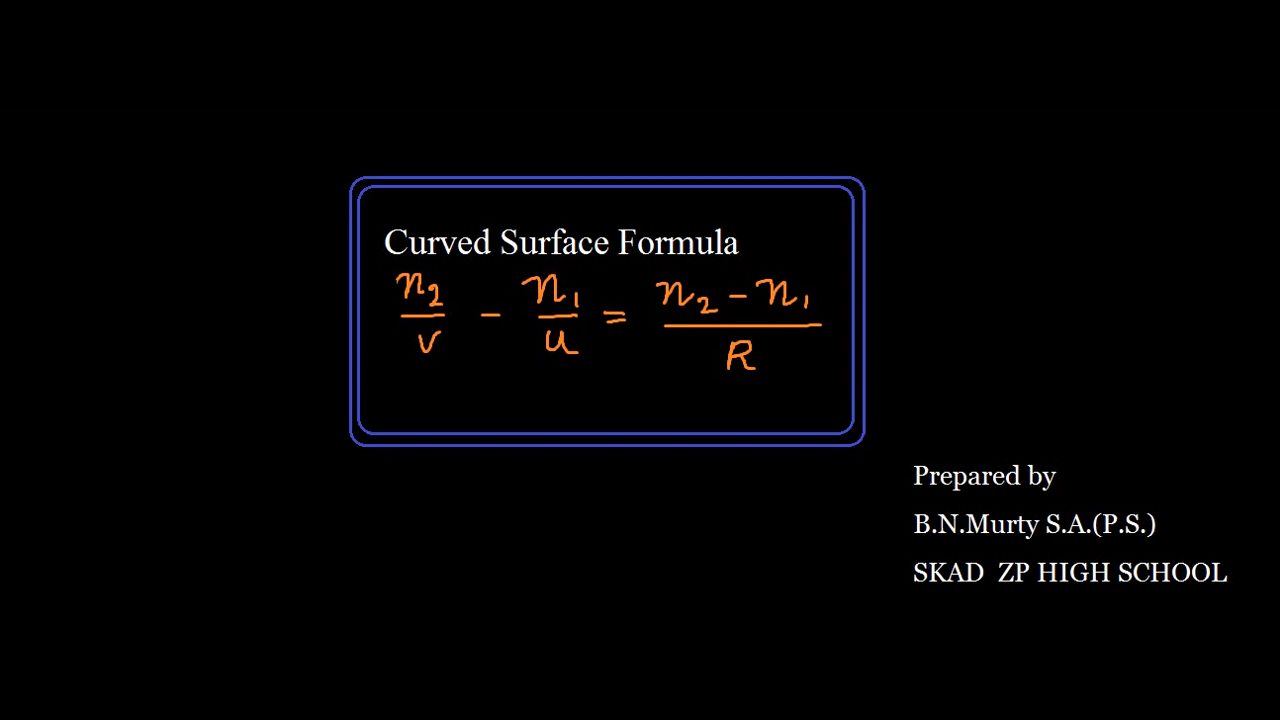 Curved Surface Formula
n₂/v - n₁/u = n₂ - n₁/R
Prepared by
B.N.Murty S.A.(P.S.)
SKAD ZP HIGH SCHOOL